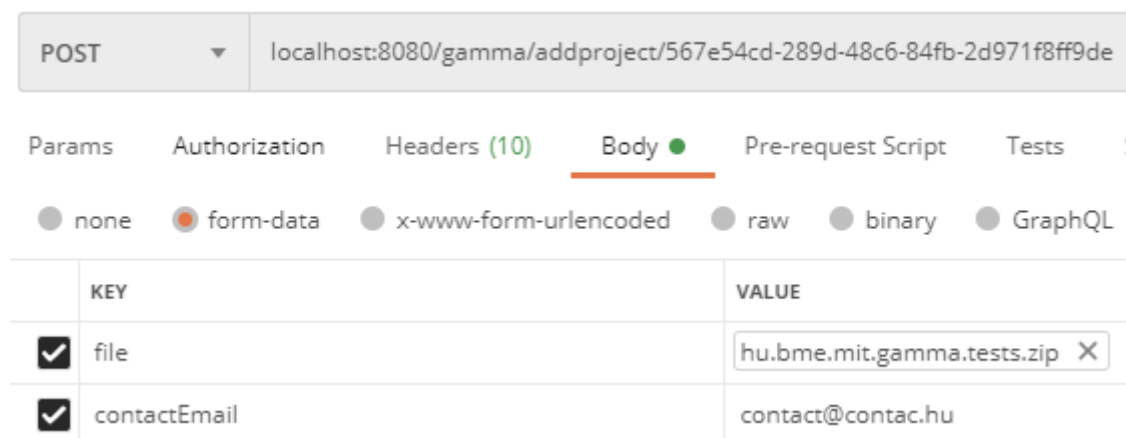 POST localhost:8080/gamma/addproject/567e54cd-289d-48c6-84fb-2d971f8ff9de
Params Authorization Headers (10) Body Pre-request Script Tests
none form-data x-www-form-urlencoded raw binary GraphQL
KEY VALUE
file hu.bme.mit.gamma.tests.zip
contactEmail contact@contac.hu